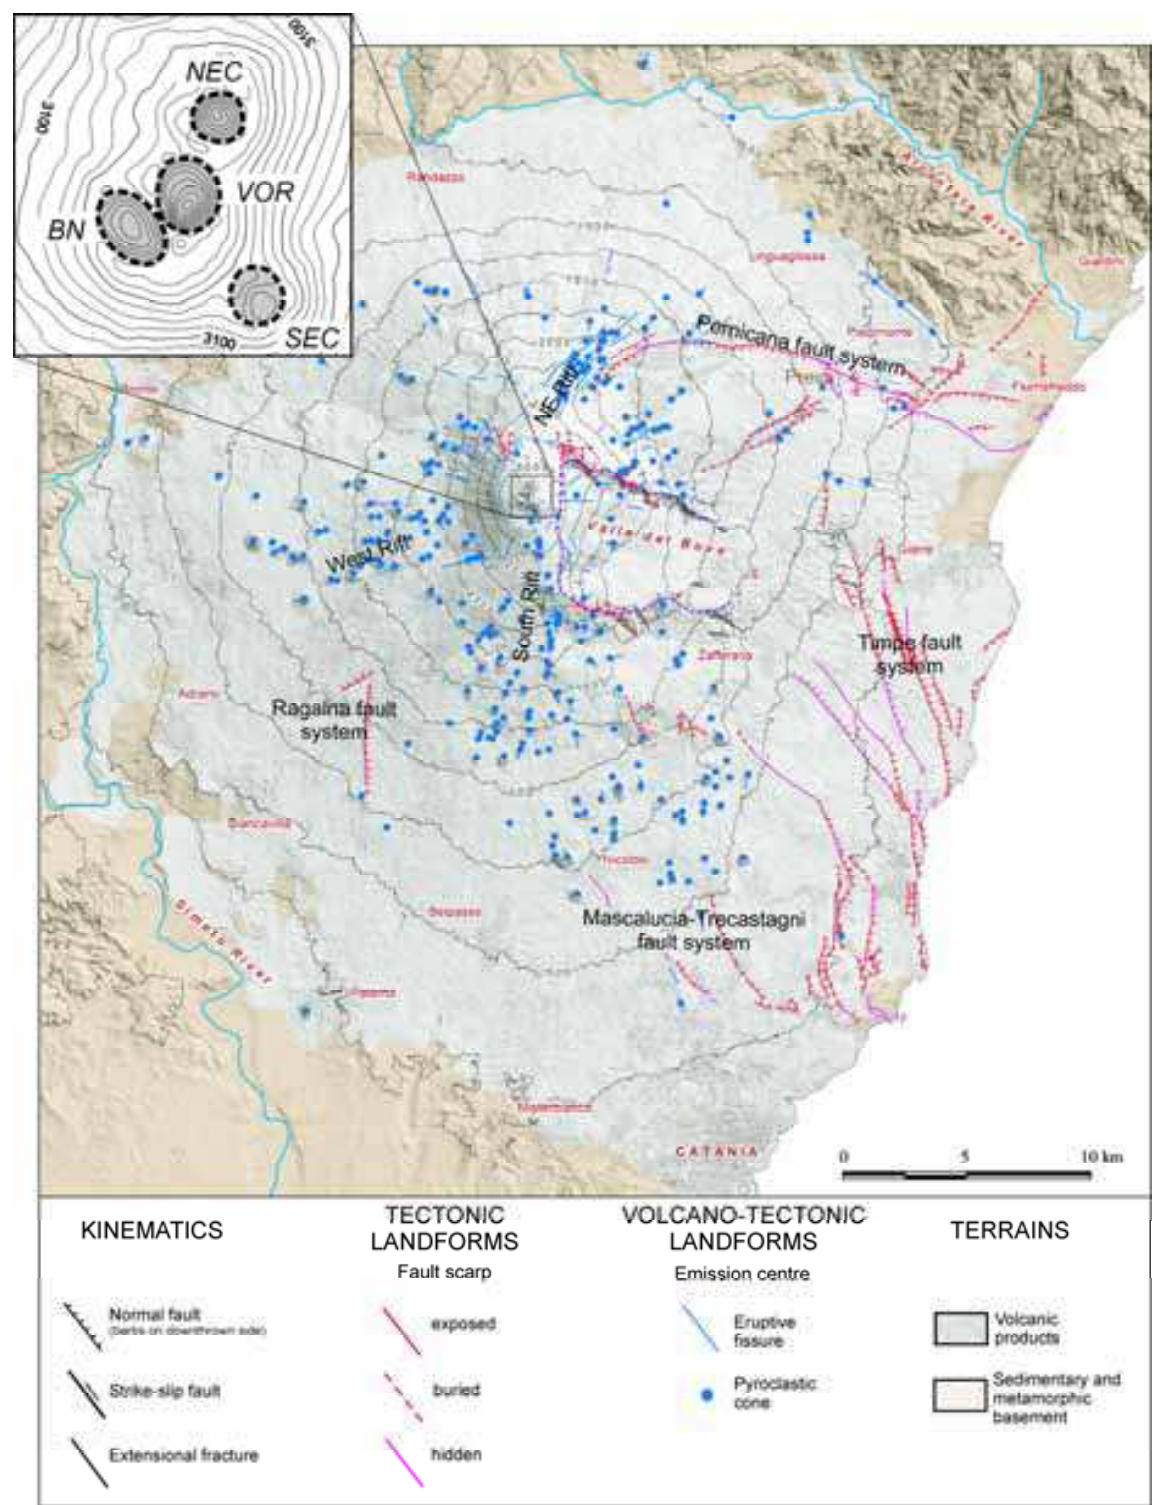 3100
NEC
3100
VOR
BN
SEC
3100
Randazzo
Alcantara River
Linguaglossa
Piedimonte
Pernicana fault system
Fiumefreddo
NE Rift
Valle del Bove
West Rift
South Rift
Timpe fault
system
Zafferana
Adrano
Ragalna fault
system
Biancavilla
Nicolosi
Belpasso
Mascalucia-Trecastagni
fault system
Simeto River
Paternò
Misterbianco
CATANIA
0
5
10 km
KINEMATICS
Normal fault
(barbs on downthrown side)
Strike-slip fault
Extensional fracture
TECTONIC
LANDFORMS
Fault scarp
exposed
buried
hidden
VOLCANO-TECTONIC
LANDFORMS
Emission centre
Eruptive
fissure
Pyroclastic
cone
TERRAINS
Volcanic
products
Sedimentary and
metamorphic
basement